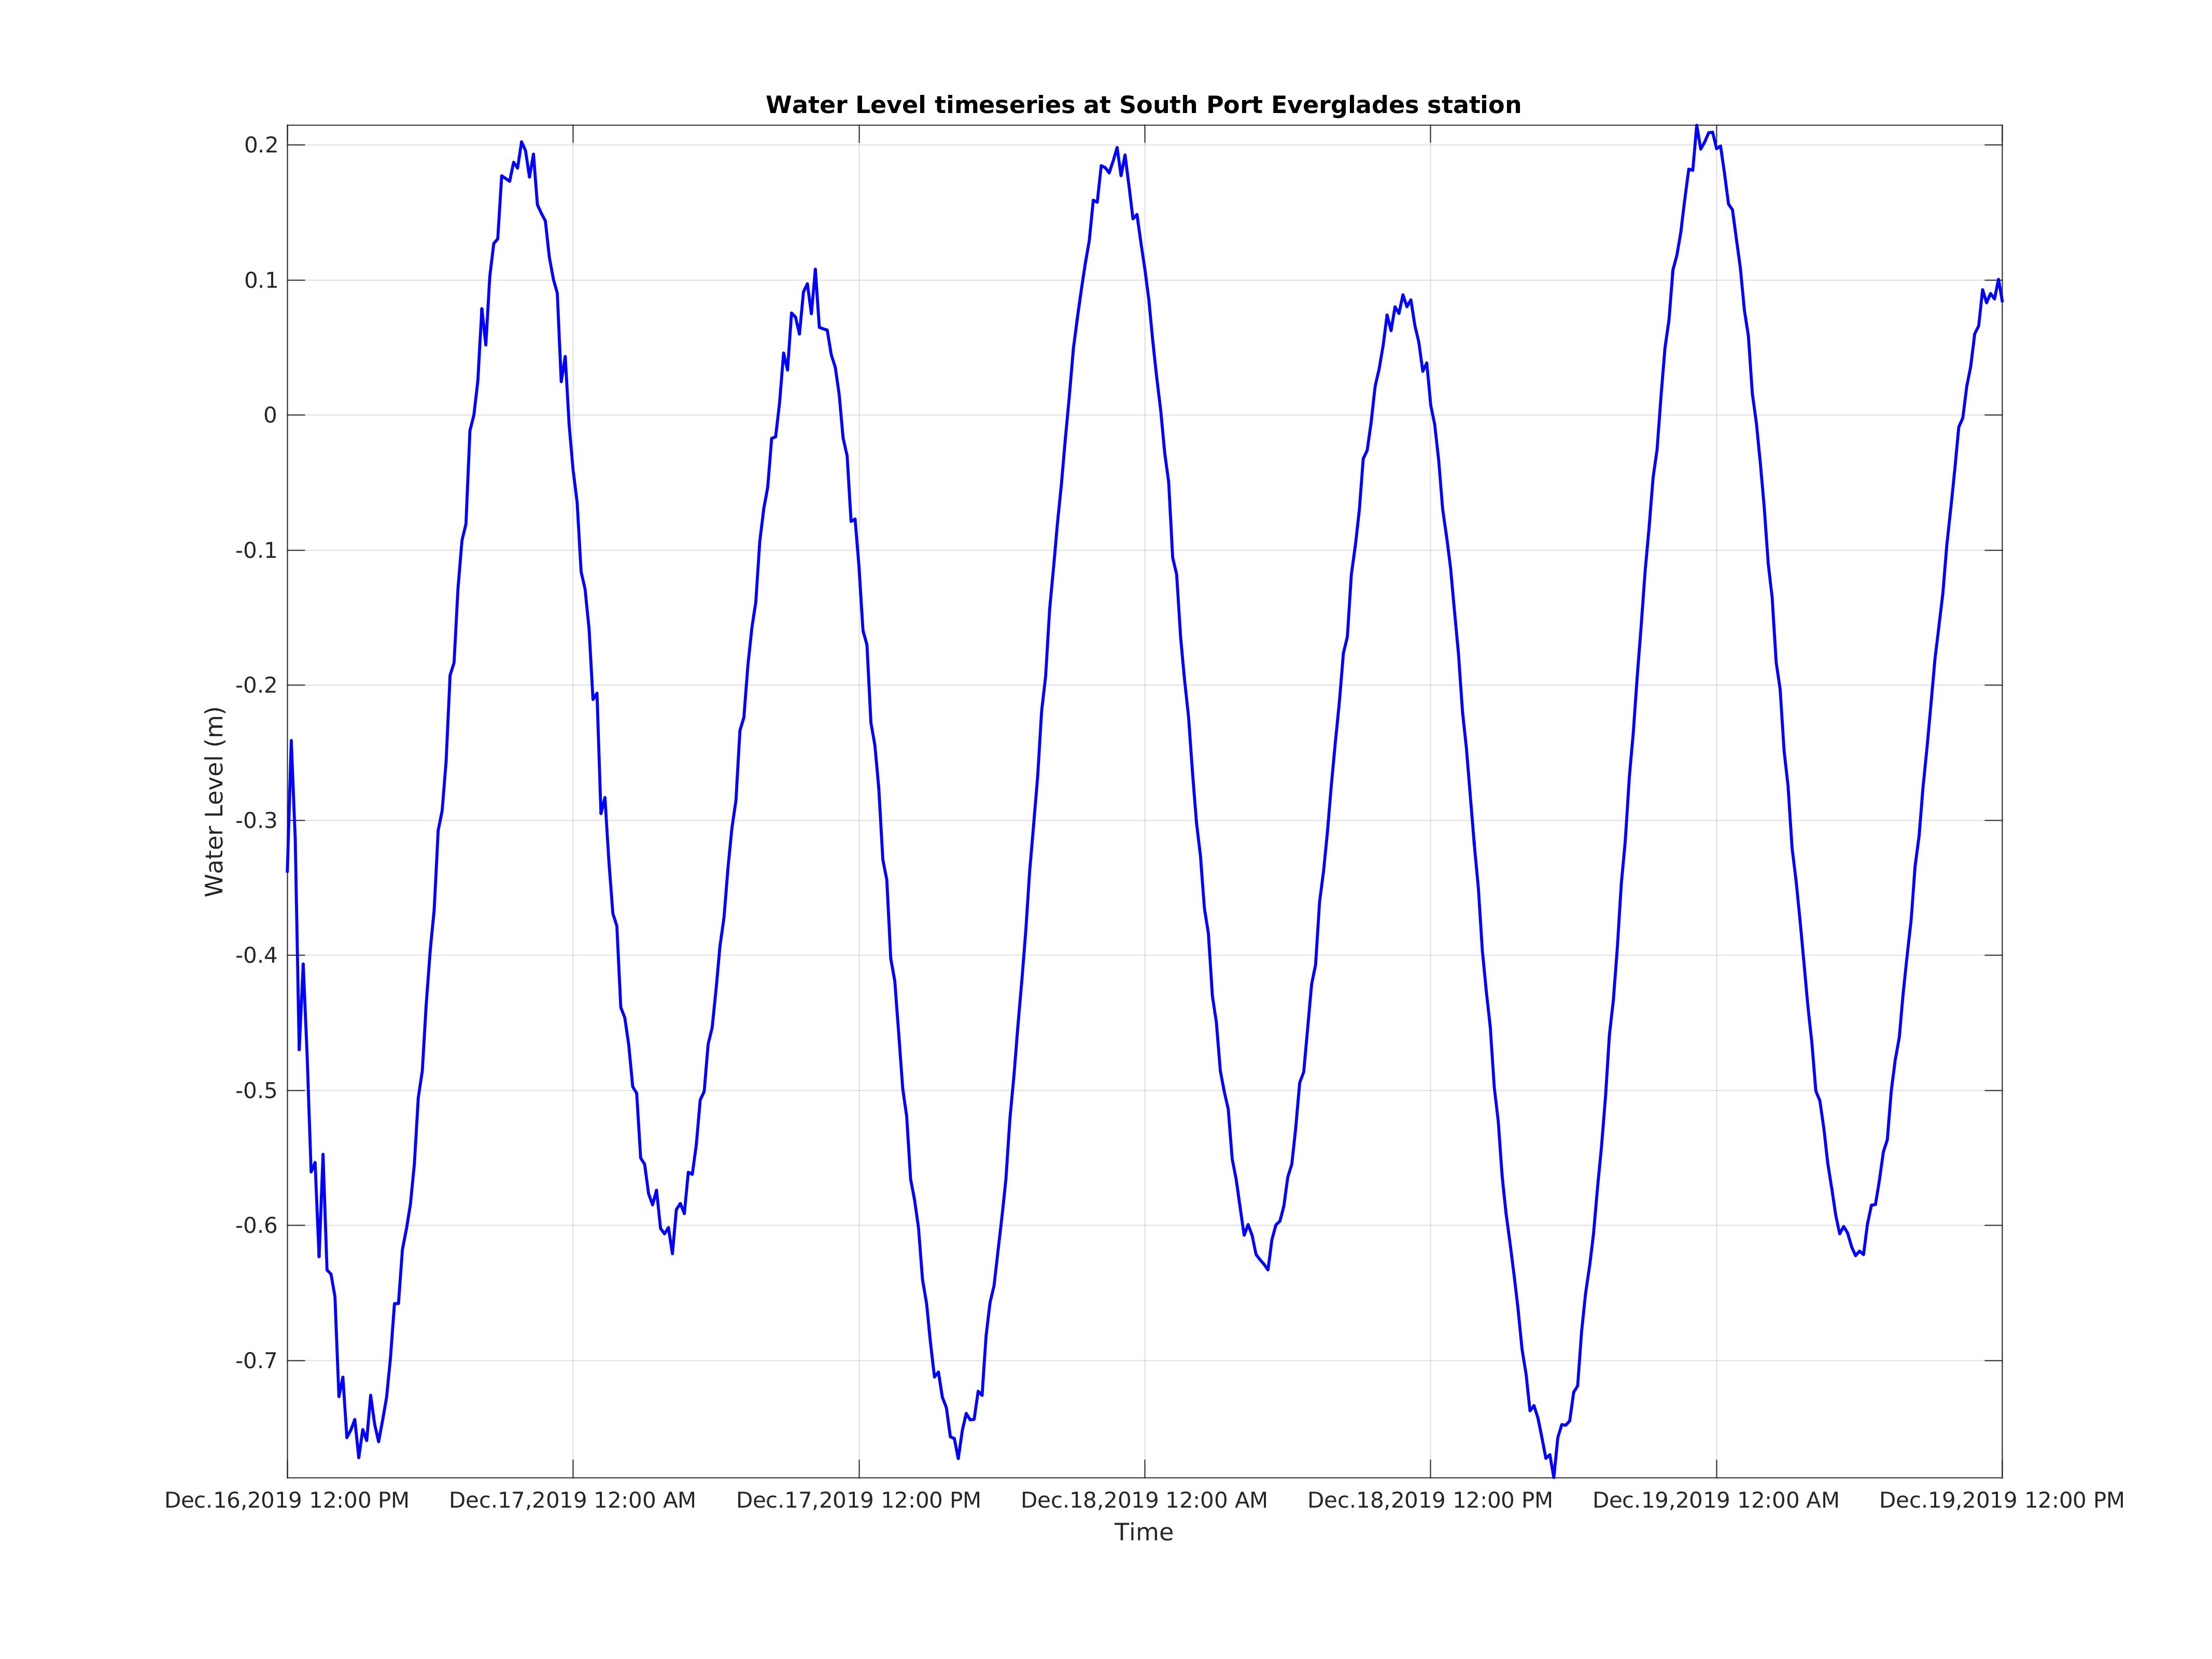 Water Level timeseries at South Port Everglades station
0.2
0.1
0
-0.1
-0.2
-0.3
-0.4
-0.5
-0.6
-0.7
Water Level (m)
Dec.16,2019 12:00 PM
Dec.17,2019 12:00 AM
Dec.17,2019 12:00 PM
Dec.18,2019 12:00 AM
Dec.18,2019 12:00 PM
Dec.19,2019 12:00 AM
Dec.19,2019 12:00 PM
Time